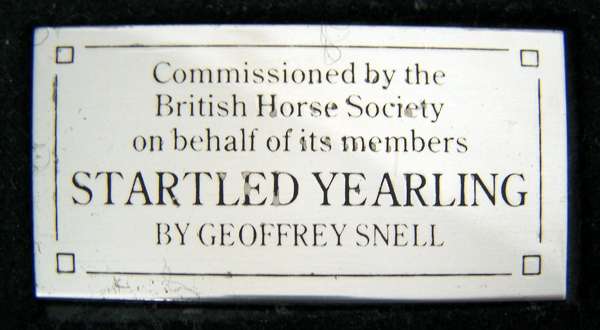 Commissioned by the
British Horse Society
on behalf of its members
STARTLED YEARLING
BY GEOFFREY SNELL